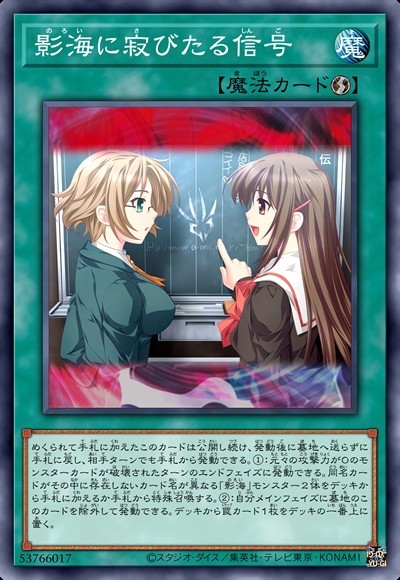 影海に寂びたる信号
のろい さ しんごう
魔
【魔法カード】
伝
めくられて手札に加えたこのカードは公開し続け、発動後に墓地へ送らずに
手札に戻し、相手ターンでも手札から発動できる。①:元々の攻撃力が0のモ
ンスターカードが破壊されたターンのエンドフェイズに発動できる。同名カー
ドがその中に存在しないカード名が異なる「影海」モンスター2体をデッキか
ら手札に加えるか手札から特殊召喚する。②:自分メインフェイズに墓地のこ
のカードを除外して発動できる。デッキから罠カード1枚をデッキの一番上に
置く。
53766017
©スタジオ・ダイス/集英社・テレビ東京・KONAMI